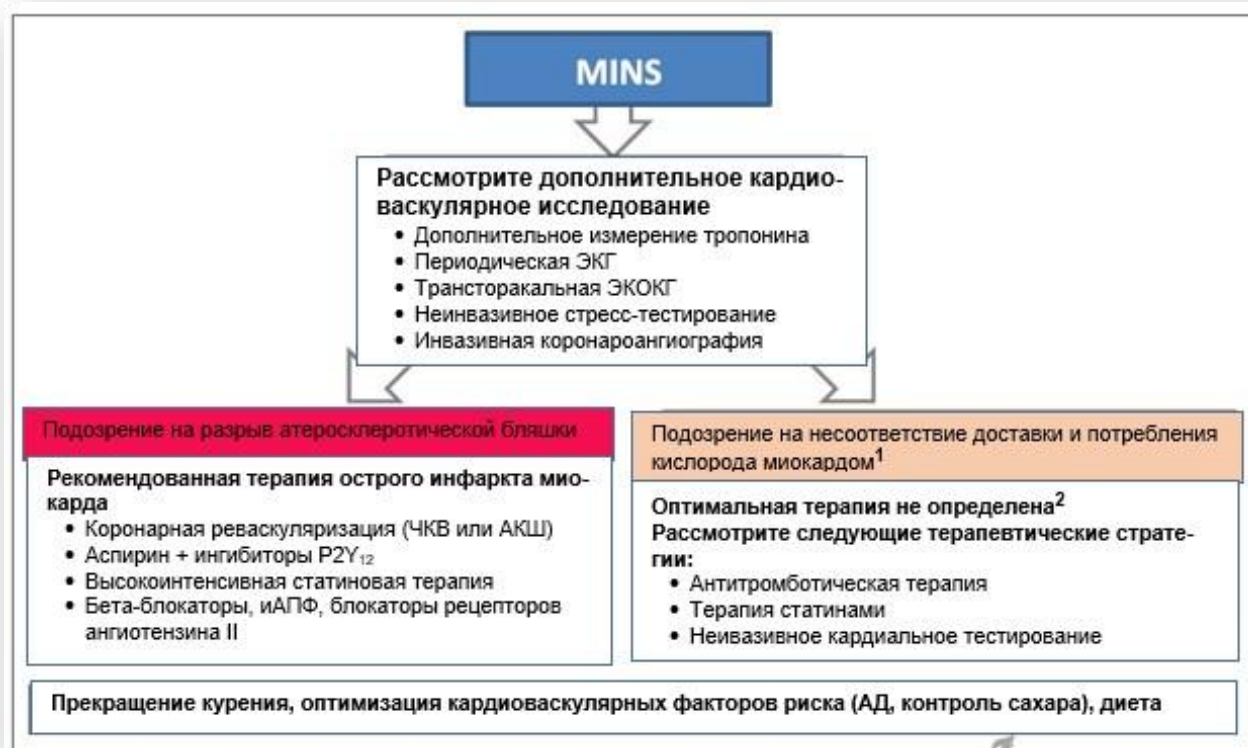 MINS
Рассмотрите дополнительное кардио-
васкулярное исследование
• Дополнительное измерение тропонина
• Периодическая ЭКГ
• Трансторакальная ЭКОКГ
• Неинвазивное стресс-тестирование
• Инвазивная коронароангиография
Подозрение на разрыв атеросклеротической бляшки
Рекомендованная терапия острого инфаркта мио-
карда
• Коронарная реваскуляризация (ЧКВ или АКШ)
• Аспирин + ингибиторы P2Y₁₂
• Высокоинтенсивная статиновая терапия
• Бета-блокаторы, иАПФ, блокаторы рецепторов
ангиотензина II
Подозрение на несоответствие доставки и потребления
кислорода миокардом¹
Оптимальная терапия не определена²
Рассмотрите следующие терапевтические страте-
гии:
• Антитромботическая терапия
• Терапия статинами
• Неивазивное кардиальное тестирование
Прекращение курения, оптимизация кардиоваскулярных факторов риска (АД, контроль сахара), диета